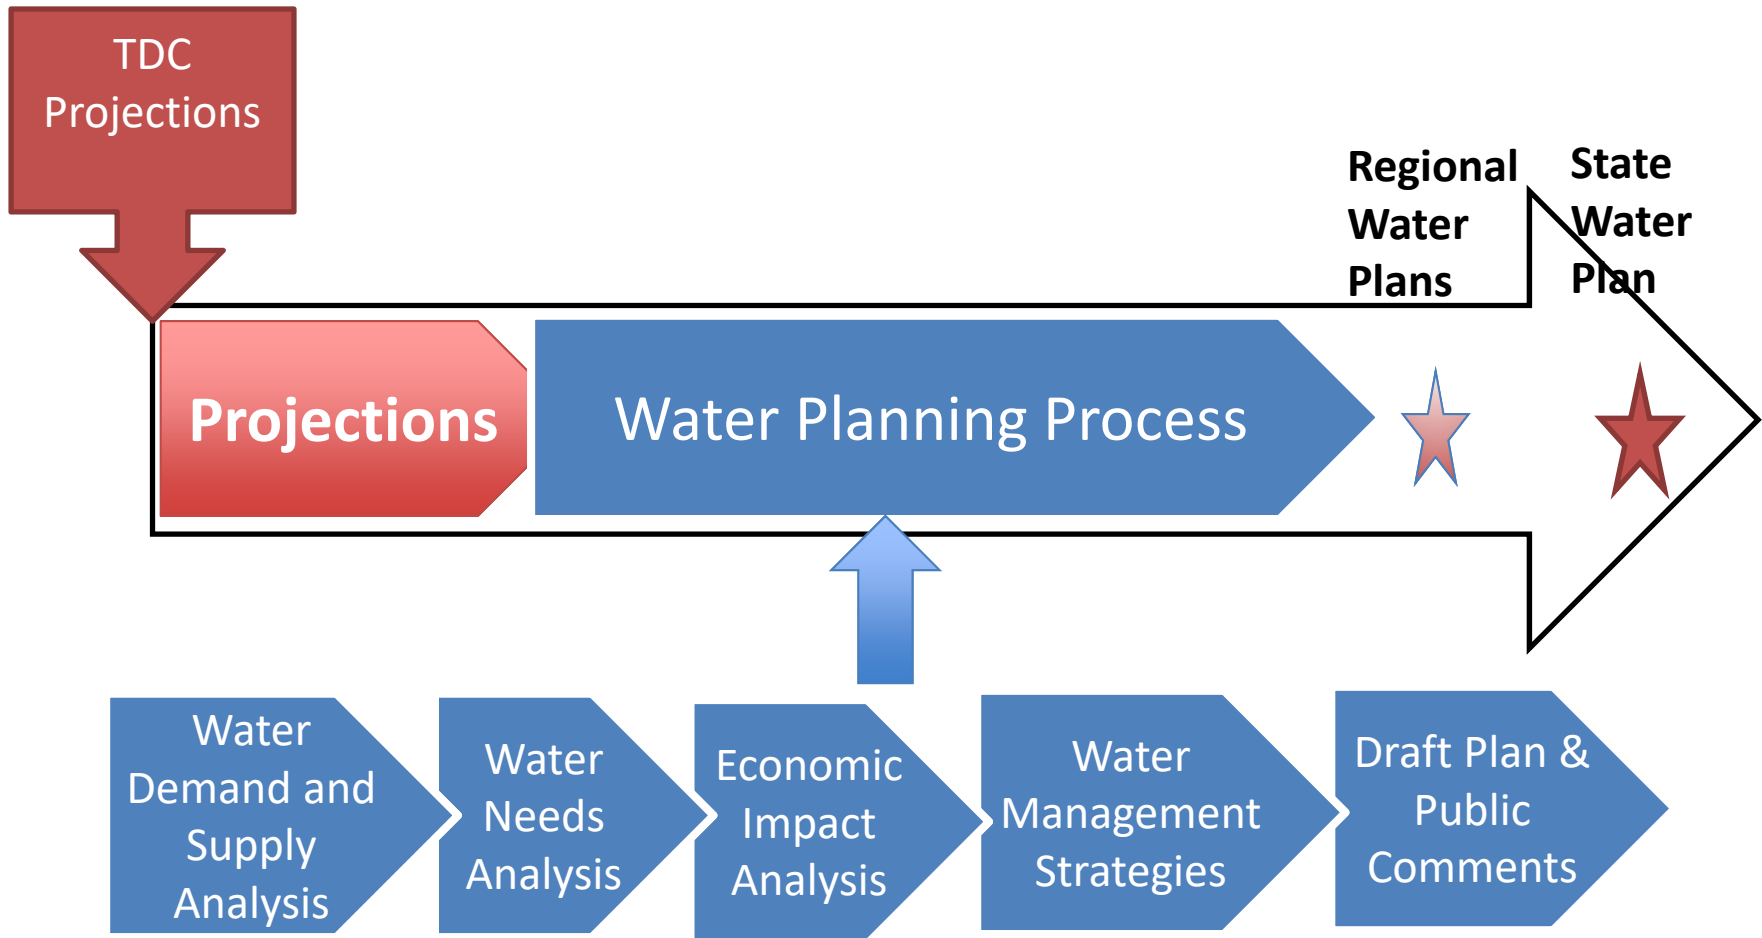 TDC
Projections
Regional
Water
Plans
State
Water
Plan
Projections
Water Planning Process
Water
Demand and
Supply
Analysis
Water
Needs
Analysis
Economic
Impact
Analysis
Water
Management
Strategies
Draft Plan &
Public
Comments